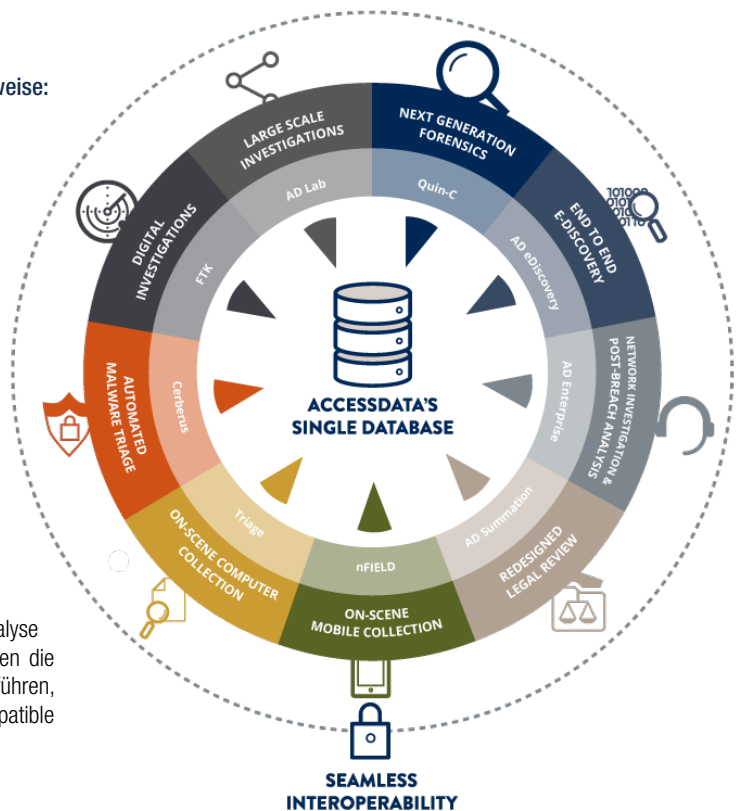 weise:
LARGE SCALE
INVESTIGATIONS
AD Lab
NEXT GENERATION
FORENSICS
Quin-C
END TO END
E-DISCOVERY
AD eDiscovery
NETWORK INVESTIGATION &
POST-BREACH ANALYSIS
AD Enterprise
REDESIGNED
LEGAL REVIEW
AD Summation
ON-SCENE
MOBILE COLLECTION
nFIELD
ON-SCENE COMPUTER
COLLECTION
Triage
AUTOMATED
MALWARE TRIAGE
Cerberus
DIGITAL
INVESTIGATIONS
FTK
ACCESSDATA'S
SINGLE DATABASE
alyse
en die
führen,
patible
SEAMLESS
INTEROPERABILITY